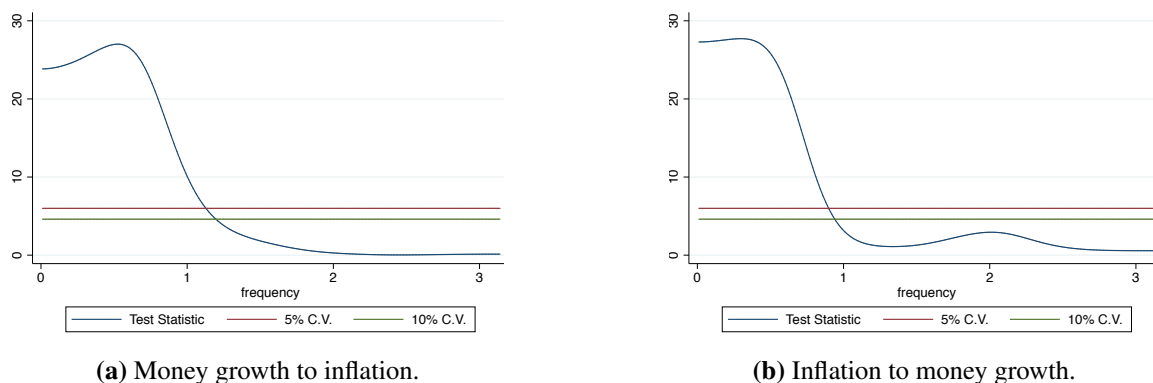 30
20
10
0
0 1 2 3
frequency
Test Statistic 5% C.V. 10% C.V.
(a) Money growth to inflation.
30
20
10
0
0 1 2 3
frequency
Test Statistic 5% C.V. 10% C.V.
(b) Inflation to money growth.